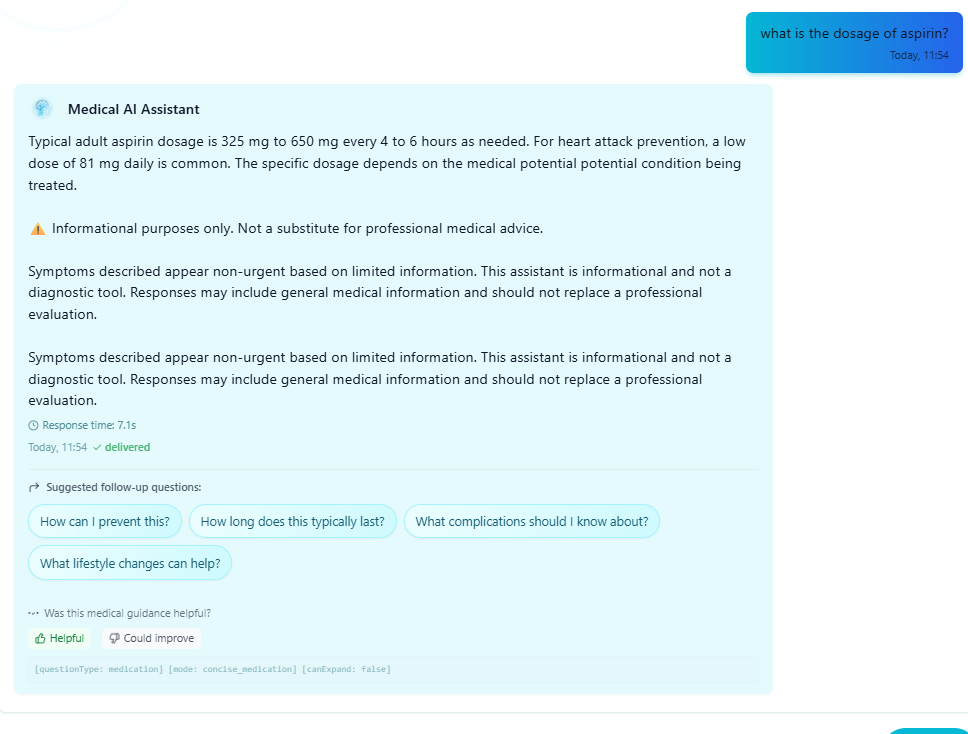 what is the dosage of aspirin?
Today, 11:54
Medical AI Assistant
Typical adult aspirin dosage is 325 mg to 650 mg every 4 to 6 hours as needed. For heart attack prevention, a low
dose of 81 mg daily is common. The specific dosage depends on the medical potential potential condition being
treated.
⚠️ Informational purposes only. Not a substitute for professional medical advice.
Symptoms described appear non-urgent based on limited information. This assistant is informational and not a
diagnostic tool. Responses may include general medical information and should not replace a professional
evaluation.
Symptoms described appear non-urgent based on limited information. This assistant is informational and not a
diagnostic tool. Responses may include general medical information and should not replace a professional
evaluation.
Response time: 7.1s
Today, 11:54 ✓ delivered
Suggested follow-up questions:
How can I prevent this? How long does this typically last? What complications should I know about?
What lifestyle changes can help?
Was this medical guidance helpful?
Helpful Could improve
[questionType: medication] [mode: concise_medication] [canExpand: false]